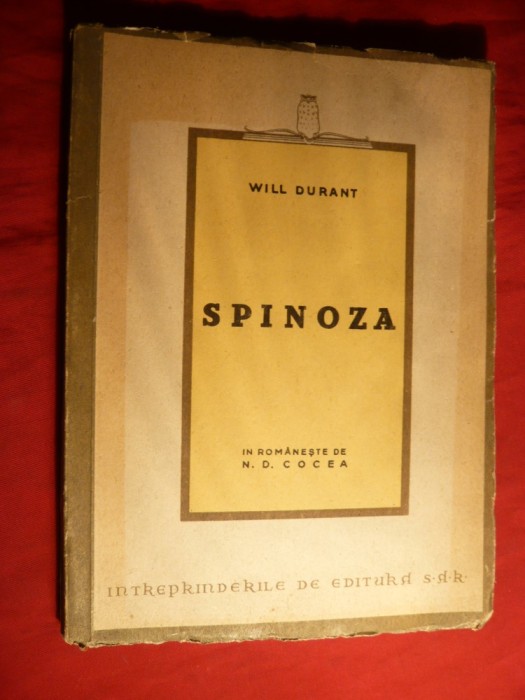 WILL DURANT
SPINOZA
IN ROMÂNEȘTE DE
N. D. COCEA
INTREPRINDERILE DE EDITURĂ S·A·R·